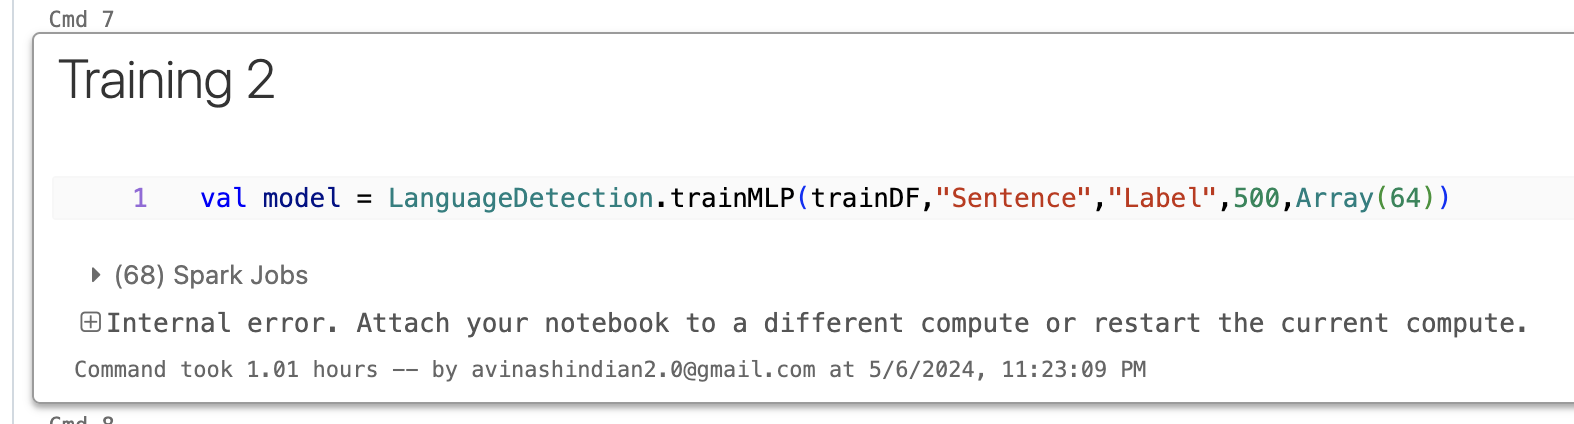 Cmd 7
Training 2
1 val model = LanguageDetection.trainMLP(trainDF,"Sentence","Label",500,Array(64))
(68) Spark Jobs
Internal error. Attach your notebook to a different compute or restart the current compute.
Command took 1.01 hours -- by avinashindian2.0@gmail.com at 5/6/2024, 11:23:09 PM
Cmd 8